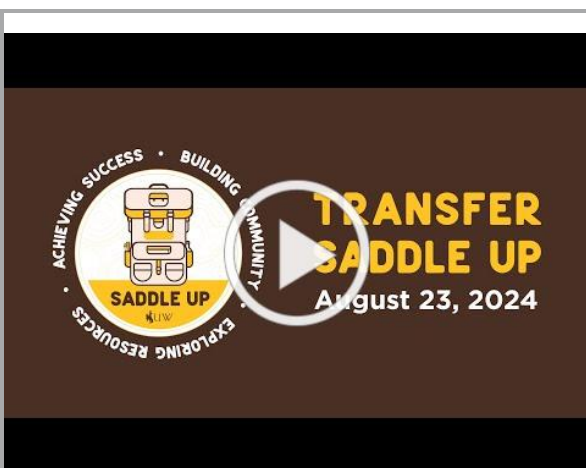 ACHIEVING SUCCESS • BUILDING COMMUNITY • EXPLORING RESOURCES •
SADDLE UP
UW
TRANSFER
SADDLE UP
August 23, 2024